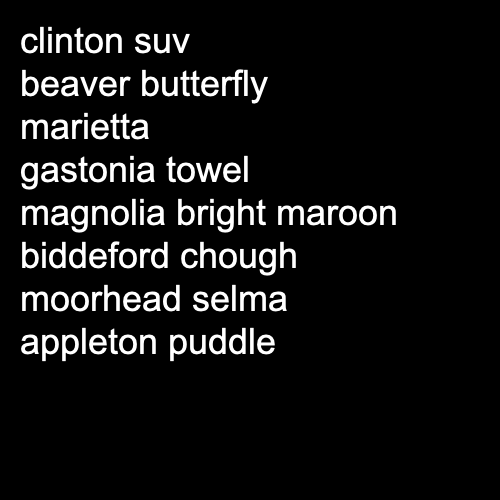 clinton suv
beaver butterfly
marietta
gastonia towel
magnolia bright maroon
biddeford chough
moorhead selma
appleton puddle